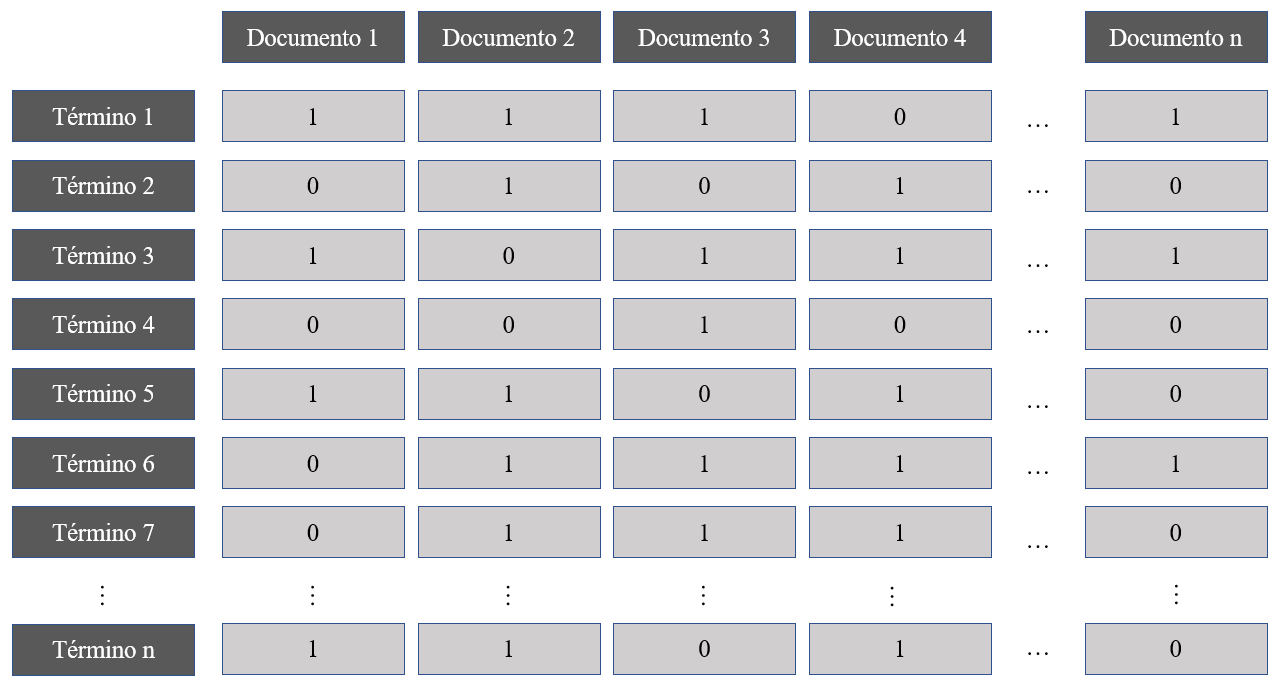 Documento 1 Documento 2 Documento 3 Documento 4 Documento n
Término 1 1 1 1 0 … 1
Término 2 0 1 0 1 … 0
Término 3 1 0 1 1 … 1
Término 4 0 0 1 0 … 0
Término 5 1 1 0 1 … 0
Término 6 0 1 1 1 … 1
Término 7 0 1 1 1 … 0
⋮ ⋮ ⋮ ⋮ ⋮ ⋮
Término n 1 1 0 1 … 0